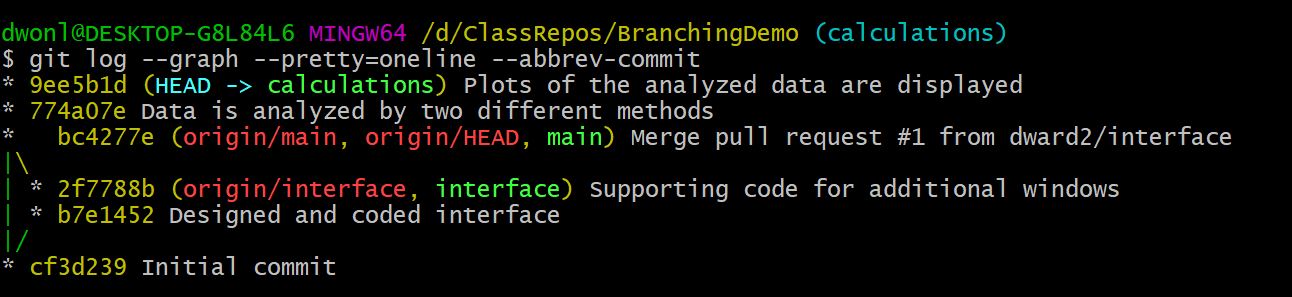 dwonl@DESKTOP-G8L84L6 MINGW64 /d/ClassRepos/BranchingDemo (calculations)
$ git log --graph --pretty=oneline --abbrev-commit
* 9ee5b1d (HEAD -> calculations) Plots of the analyzed data are displayed
* 774a07e Data is analyzed by two different methods
*   bc4277e (origin/main, origin/HEAD, main) Merge pull request #1 from dward2/interface
|\
| * 2f7788b (origin/interface, interface) Supporting code for additional windows
| * b7e1452 Designed and coded interface
|/
* cf3d239 Initial commit